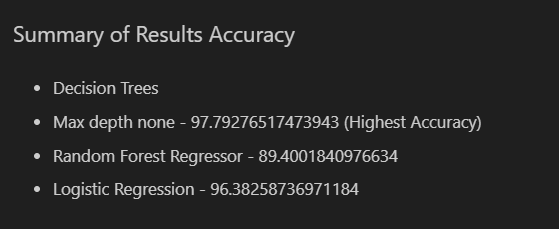 Summary of Results Accuracy
• Decision Trees
• Max depth none - 97.79276517473943 (Highest Accuracy)
• Random Forest Regressor - 89.4001840976634
• Logistic Regression - 96.38258736971184